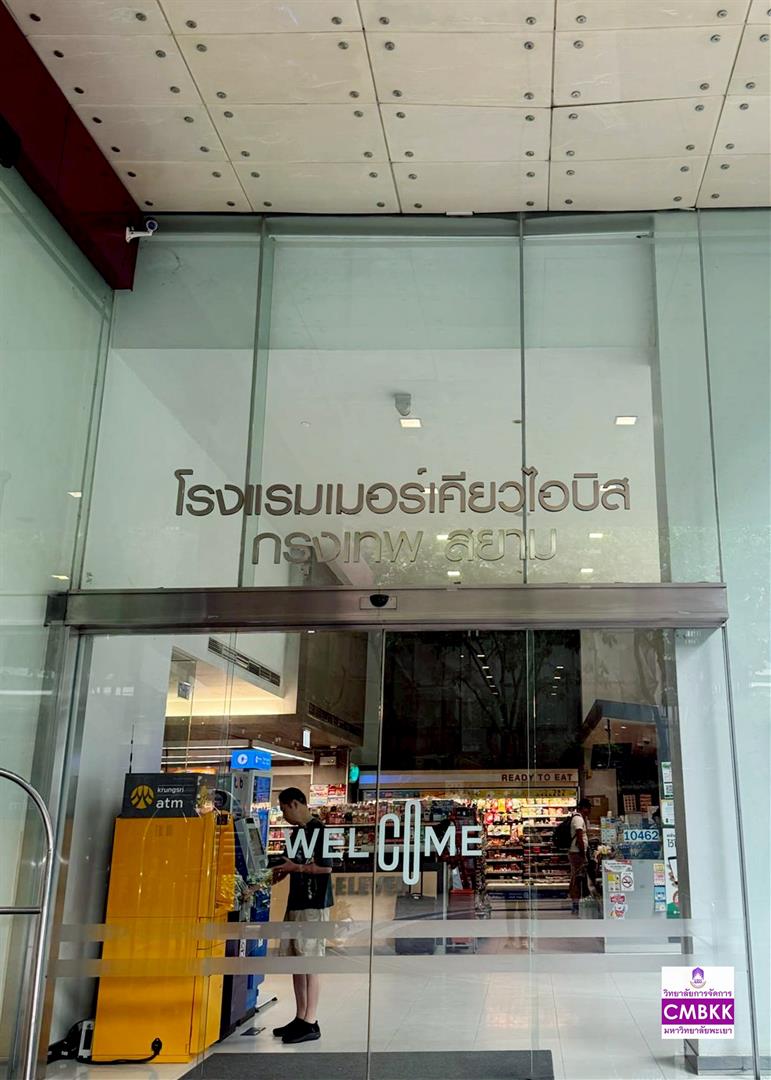 โรงแรมเมอร์เคียวไอบิส
กรุงเทพ สยาม
READY TO EAT
krungsri
atm
WELCOME
10462
ELEVEN
วิทยาลัยการจัดการ
CMBKK
มหาวิทยาลัยพะเยา